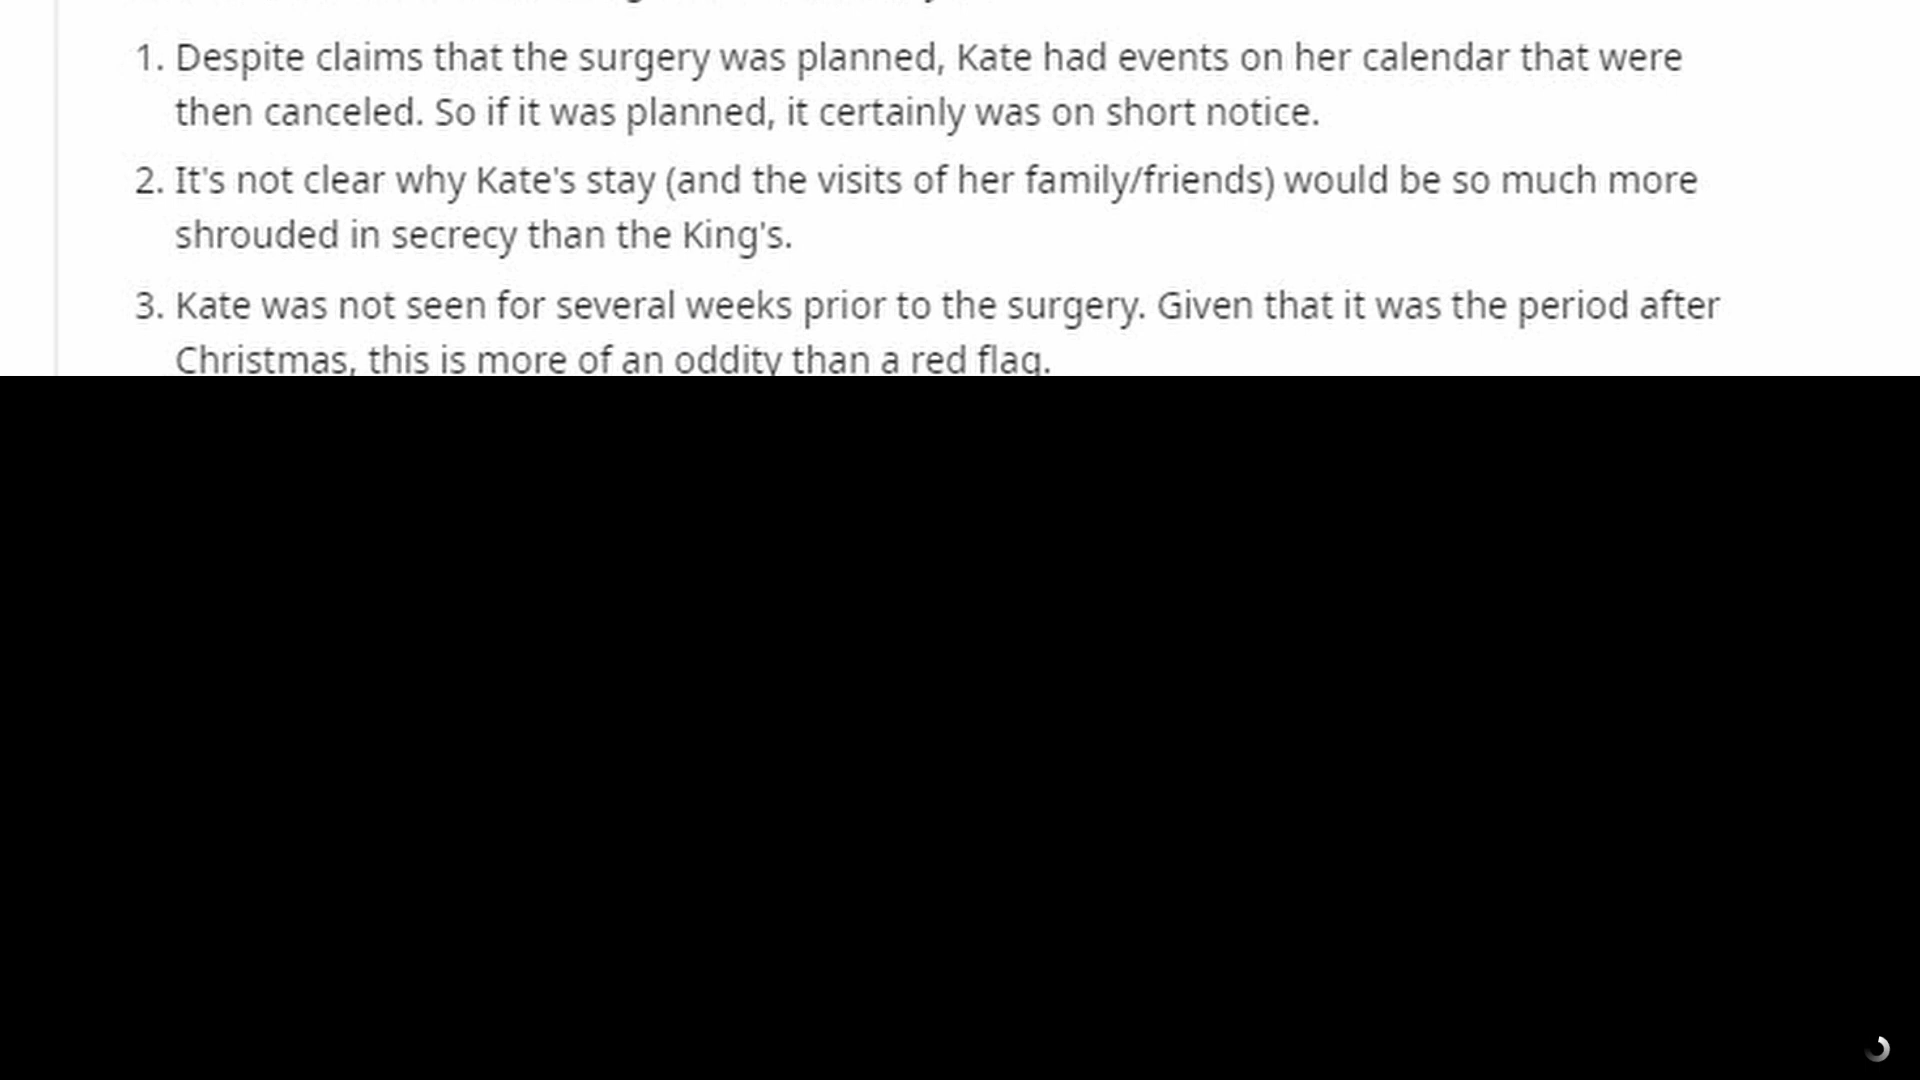 1. Despite claims that the surgery was planned, Kate had events on her calendar that were
then canceled. So if it was planned, it certainly was on short notice.
2. It's not clear why Kate's stay (and the visits of her family/friends) would be so much more
shrouded in secrecy than the King's.
3. Kate was not seen for several weeks prior to the surgery. Given that it was the period after
Christmas, this is more of an oddity than a red flag.